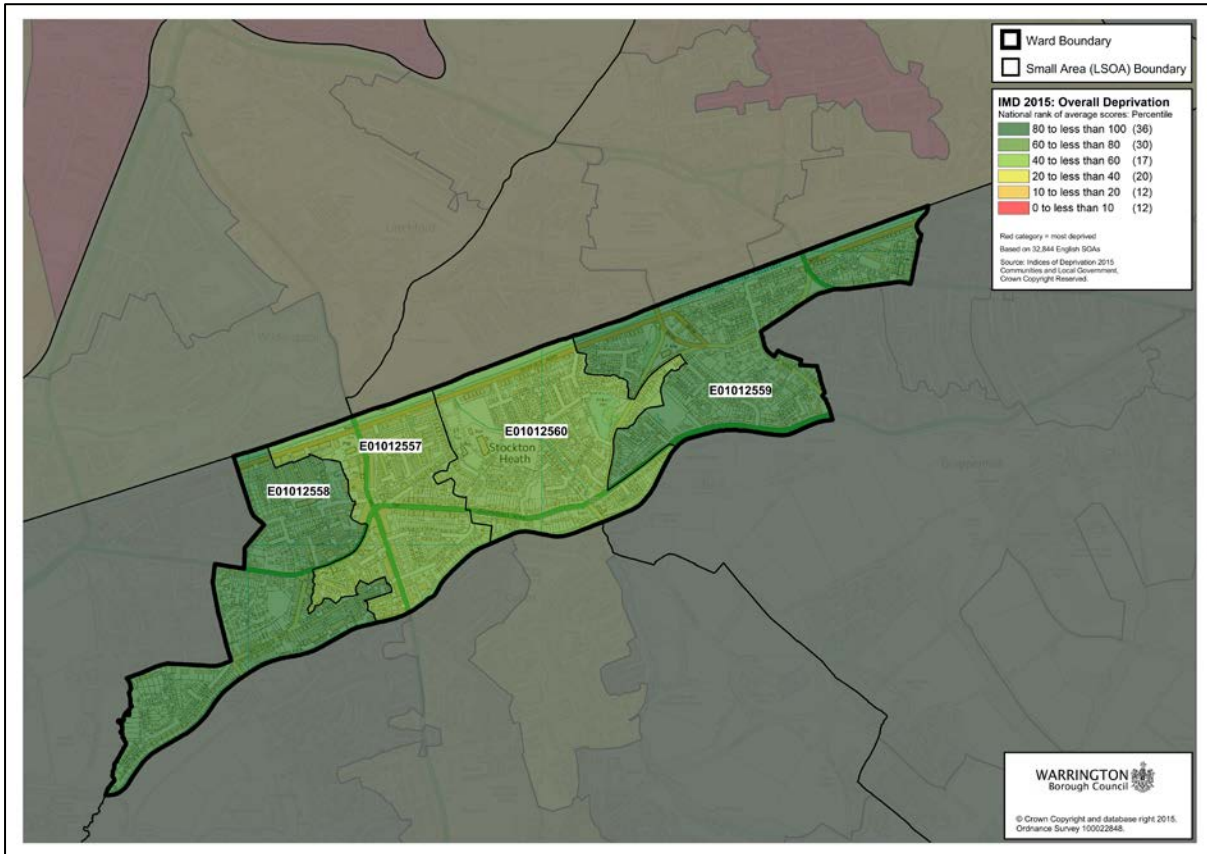 Ward Boundary
Small Area (LSOA) Boundary
IMD 2015: Overall Deprivation
National rank of average scores: Percentile
80 to less than 100 (36)
60 to less than 80 (30)
40 to less than 60 (17)
20 to less than 40 (20)
10 to less than 20 (12)
0 to less than 10 (12)
Red category = most deprived
Based on 32,844 English SOAs
Source: Indices of Deprivation 2015
Communities and Local Government,
Crown Copyright Reserved.
E01012559
E01012560
Stockton
Heath
E01012557
E01012558
WARRINGTON
Borough Council
© Crown Copyright and database right 2015.
Ordnance Survey 100022848.